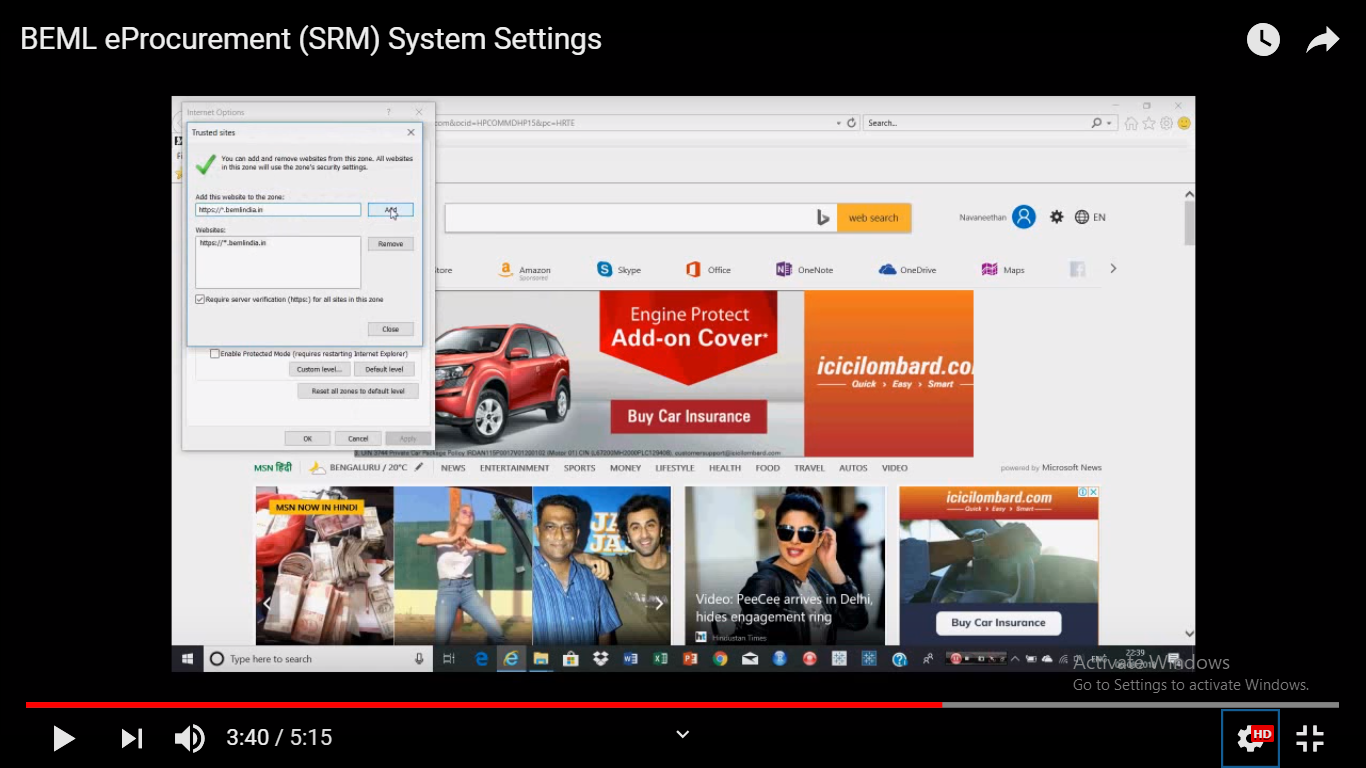 BEML eProcurement (SRM) System Settings
Internet Options
com&ocid=HPCOMMDHP15&pc=HRTE
Search...
Trusted sites
You can add and remove websites from this zone. All websites
in this zone will use the zone's security settings.
Add this website to the zone:
https://*.bemlindia.in
Add
Websites:
https://*.bemlindia.in
Remove
Require server verification (https:) for all sites in this zone
Close
Enable Protected Mode (requires restarting Internet Explorer)
Custom level...
Default level
Reset all zones to default level
OK
Cancel
Apply
web search
Navaneethan
EN
tore
Amazon
Sponsored
Skype
Office
OneNote
OneDrive
Maps
Engine Protect
Add-on Cover*
Buy Car Insurance
icicilombard.co
Quick › Easy › Smart
MSN हिंदी
BENGALURU / 20°C
NEWS ENTERTAINMENT SPORTS MONEY LIFESTYLE HEALTH FOOD TRAVEL AUTOS VIDEO
powered by Microsoft News
MSN NOW IN HINDI
Video: PeeCee arrives in Delhi,
hides engagement ring
ht Hindustan Times
icicilombard.com
Quick › Easy › Smart
Buy Car Insurance
Type here to search
ENG
22:39
Activate Windows
Go to Settings to activate Windows.
3:40 / 5:15
HD